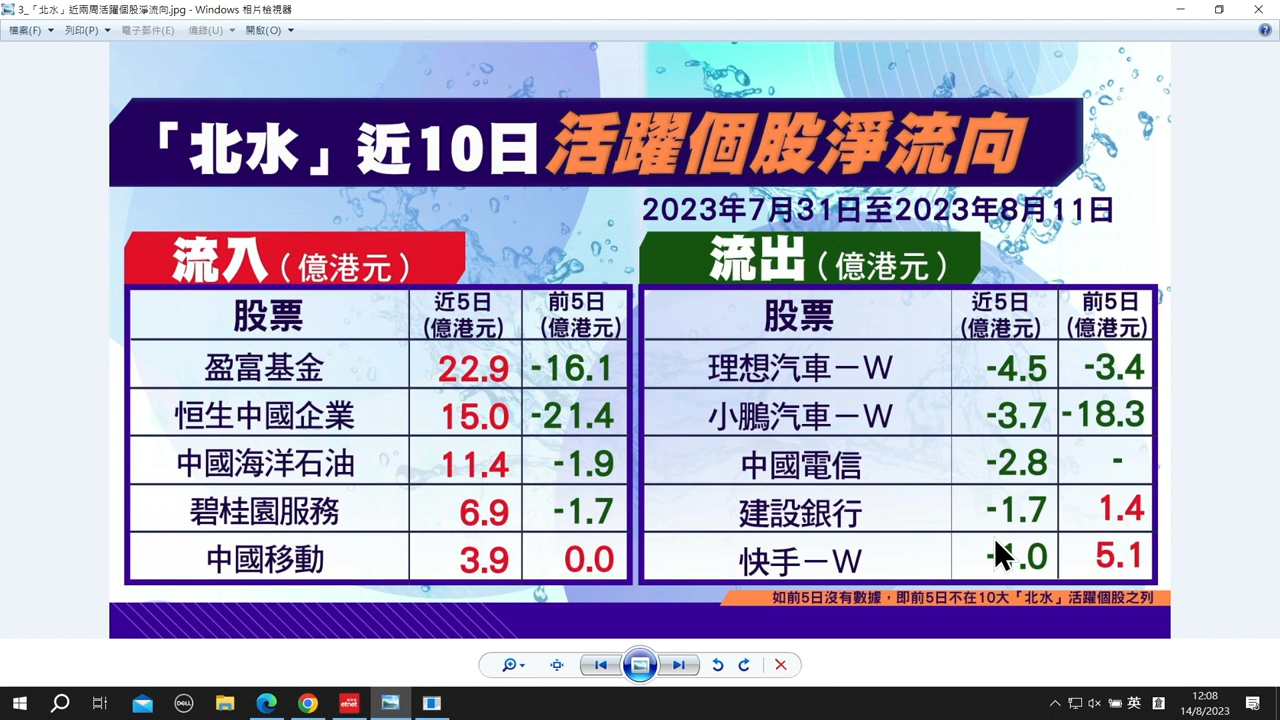 3_「北水」近兩周活躍個股淨流向.jpg - Windows 相片檢視器
檔案(F) 列印(P) 電子郵件(E) 燒錄(U) 開啟(O)
「北水」近10日活躍個股淨流向
2023年7月31日至2023年8月11日
流入(億港元)
股票 近5日(億港元) 前5日(億港元)
盈富基金 22.9 -16.1
恒生中國企業 15.0 -21.4
中國海洋石油 11.4 -1.9
碧桂園服務 6.9 -1.7
中國移動 3.9 0.0
流出(億港元)
股票 近5日(億港元) 前5日(億港元)
理想汽車－W -4.5 -3.4
小鵬汽車－W -3.7 -18.3
中國電信 -2.8 -
建設銀行 -1.7 1.4
快手－W 5.1
如前5日沒有數據，即前5日不在10大「北水」活躍個股之列
DELL
etnet
英
12:08
14/8/2023